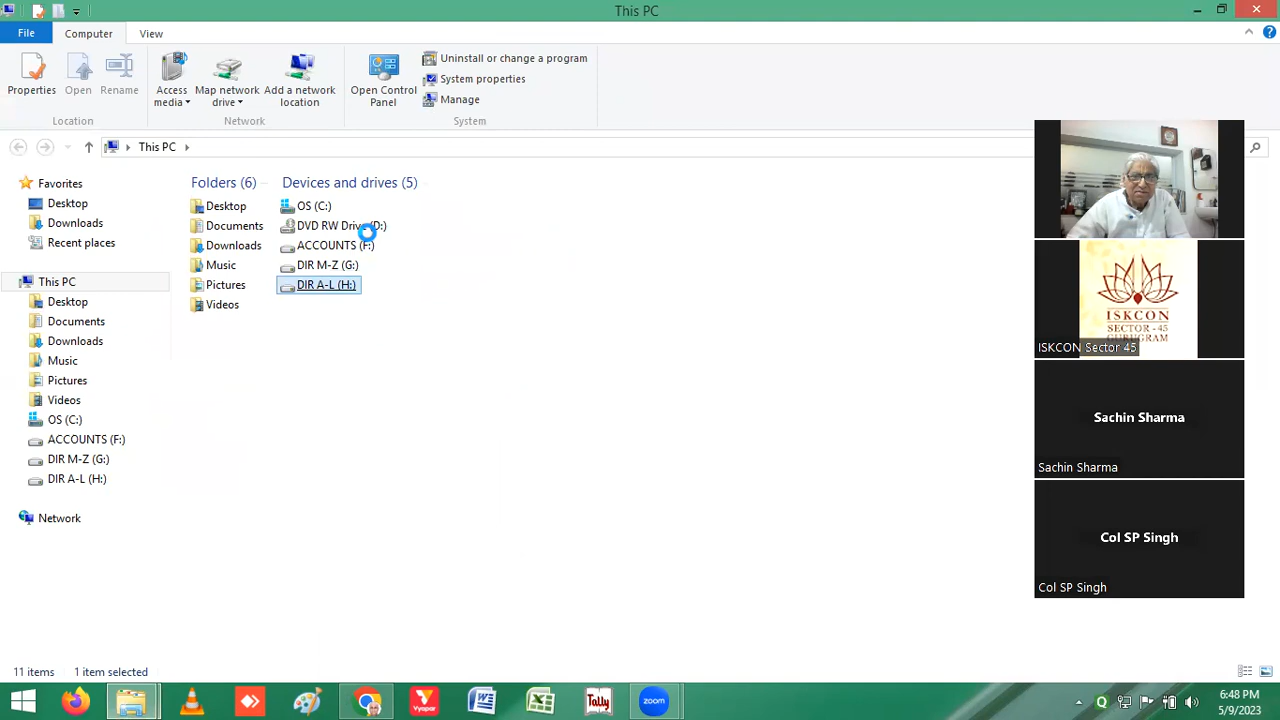 This PC
File
Computer
View
Properties
Open
Rename
Access media
Map network drive
Add a network location
Open Control Panel
Uninstall or change a program
System properties
Manage
Location
Network
System
This PC
Favorites
Desktop
Downloads
Recent places
This PC
Desktop
Documents
Downloads
Music
Pictures
Videos
OS (C:)
ACCOUNTS (F:)
DIR M-Z (G:)
DIR A-L (H:)
Network
Folders (6)
Desktop
Documents
Downloads
Music
Pictures
Videos
Devices and drives (5)
OS (C:)
DVD RW Drive (D:)
ACCOUNTS (F:)
DIR M-Z (G:)
DIR A-L (H:)
ISKCON
SECTOR - 45
GURUGRAM
ISKCON Sector 45
Sachin Sharma
Sachin Sharma
Col SP Singh
Col SP Singh
11 items
1 item selected
Vyapar
Tally
zoom
6:48 PM
5/9/2023